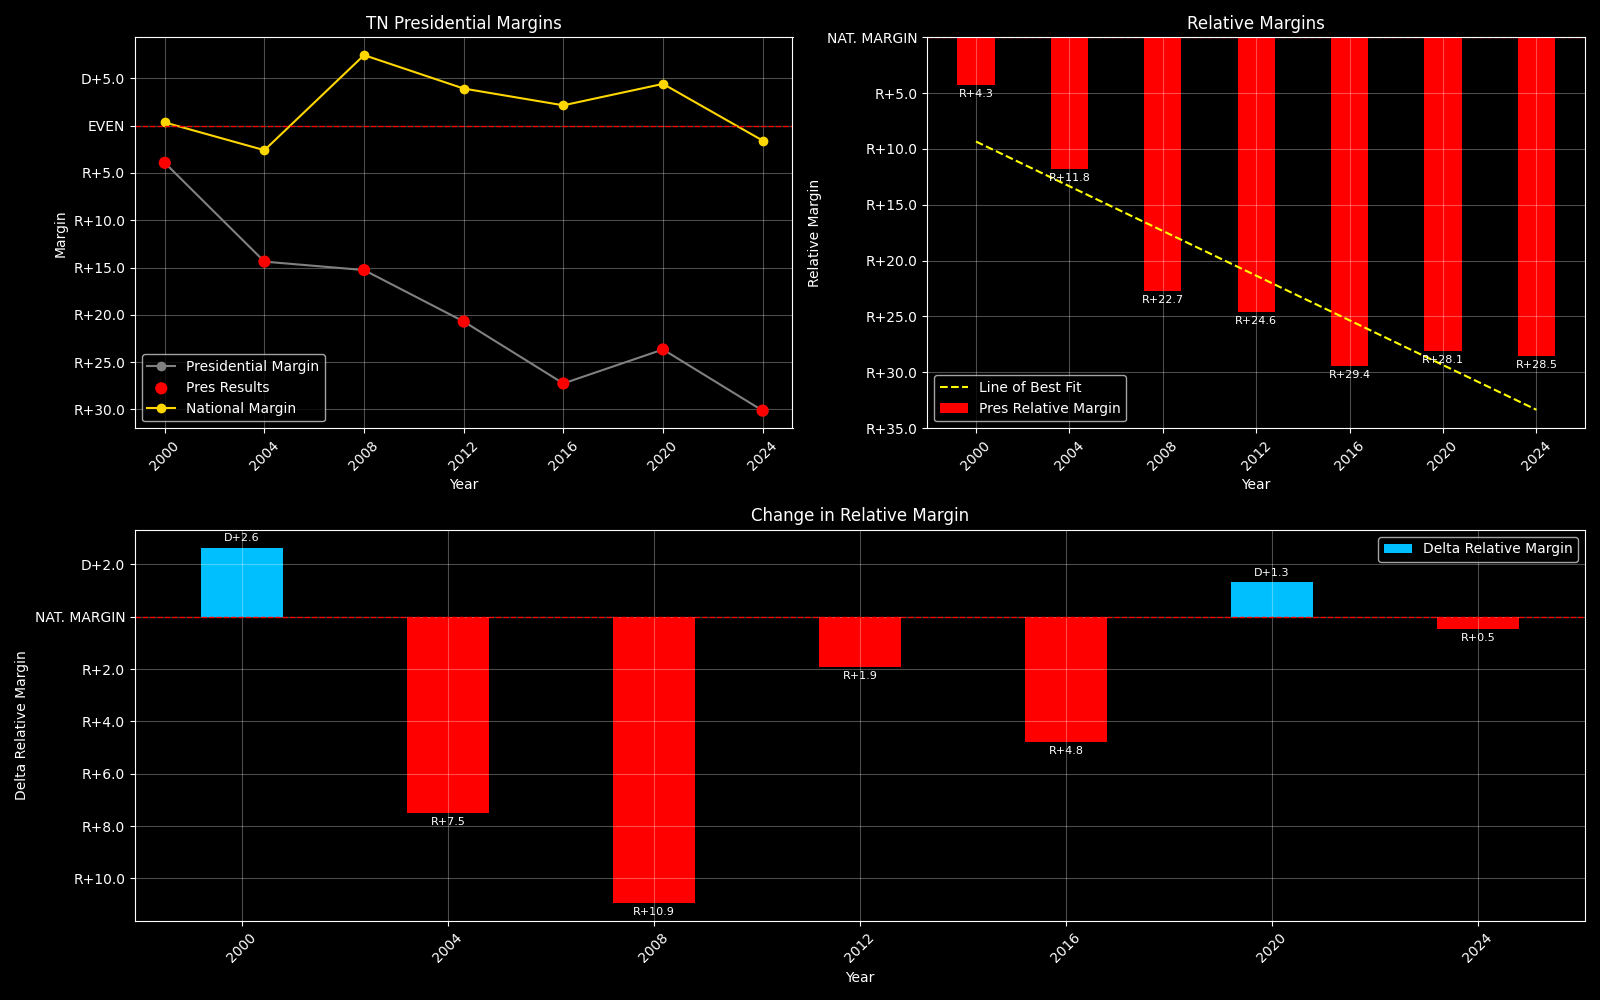 TN Presidential Margins
D+5.0
EVEN
R+5.0
R+10.0
R+15.0
R+20.0
R+25.0
R+30.0
Margin
Presidential Margin
Pres Results
National Margin
2000
2004
2008
2012
2016
2020
2024
Year
Relative Margins
NAT. MARGIN
R+5.0
R+10.0
R+15.0
R+20.0
R+25.0
R+30.0
R+35.0
Relative Margin
R+4.3
R+11.8
R+22.7
R+24.6
R+29.4
R+28.1
R+28.5
Line of Best Fit
Pres Relative Margin
2000
2004
2008
2012
2016
2020
2024
Year
Change in Relative Margin
D+2.0
NAT. MARGIN
R+2.0
R+4.0
R+6.0
R+8.0
R+10.0
Delta Relative Margin
D+2.6
R+7.5
R+10.9
R+1.9
R+4.8
D+1.3
R+0.5
Delta Relative Margin
2000
2004
2008
2012
2016
2020
2024
Year